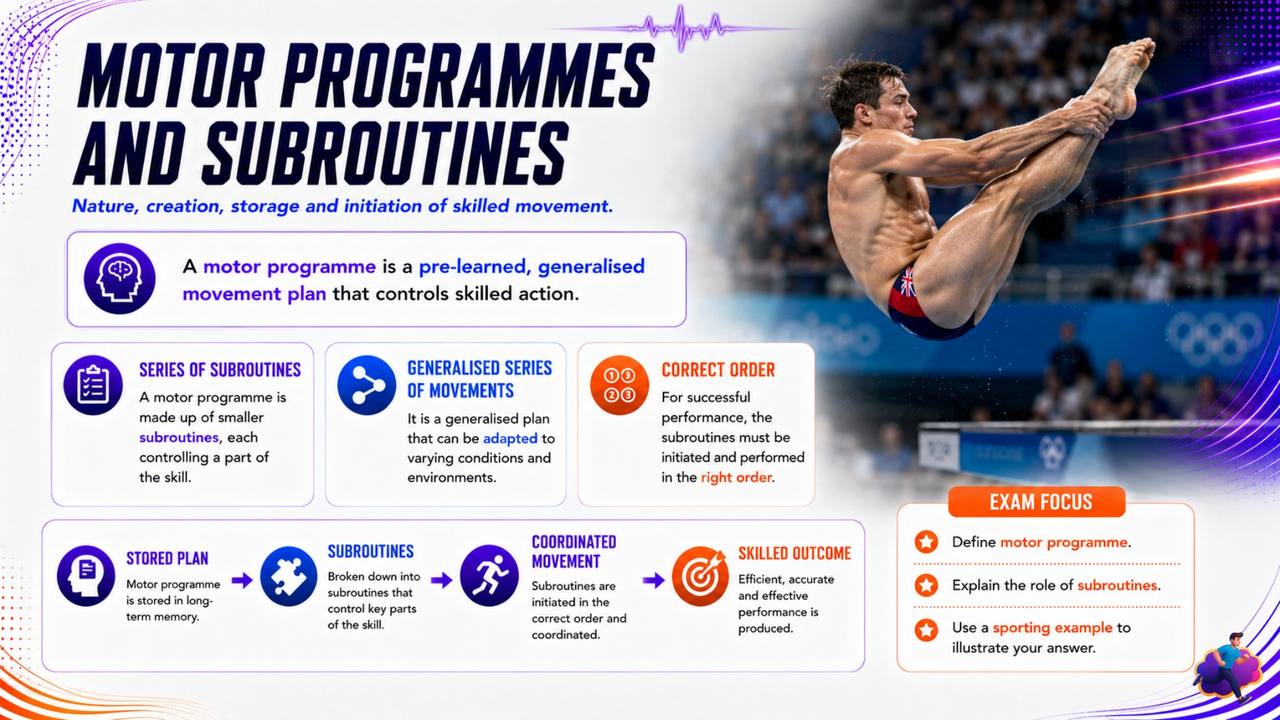 MOTOR PROGRAMMES
AND SUBROUTINES
Nature, creation, storage and initiation of skilled movement.
A motor programme is a pre-learned, generalised
movement plan that controls skilled action.
SERIES OF SUBROUTINES
A motor programme is
made up of smaller
subroutines, each
controlling a part of
the skill.
GENERALISED SERIES
OF MOVEMENTS
It is a generalised plan
that can be adapted to
varying conditions and
environments.
CORRECT ORDER
1 3
2 3
For successful
performance, the
subroutines must be
initiated and performed
in the right order.
STORED PLAN
Motor programme
is stored in long-
term memory.
SUBROUTINES
Broken down into
subroutines that
control key parts
of the skill.
COORDINATED
MOVEMENT
Subroutines are
initiated in the
correct order and
coordinated.
SKILLED OUTCOME
Efficient, accurate
and effective
performance is
produced.
EXAM FOCUS
Define motor programme.
Explain the role of subroutines.
Use a sporting example to
illustrate your answer.